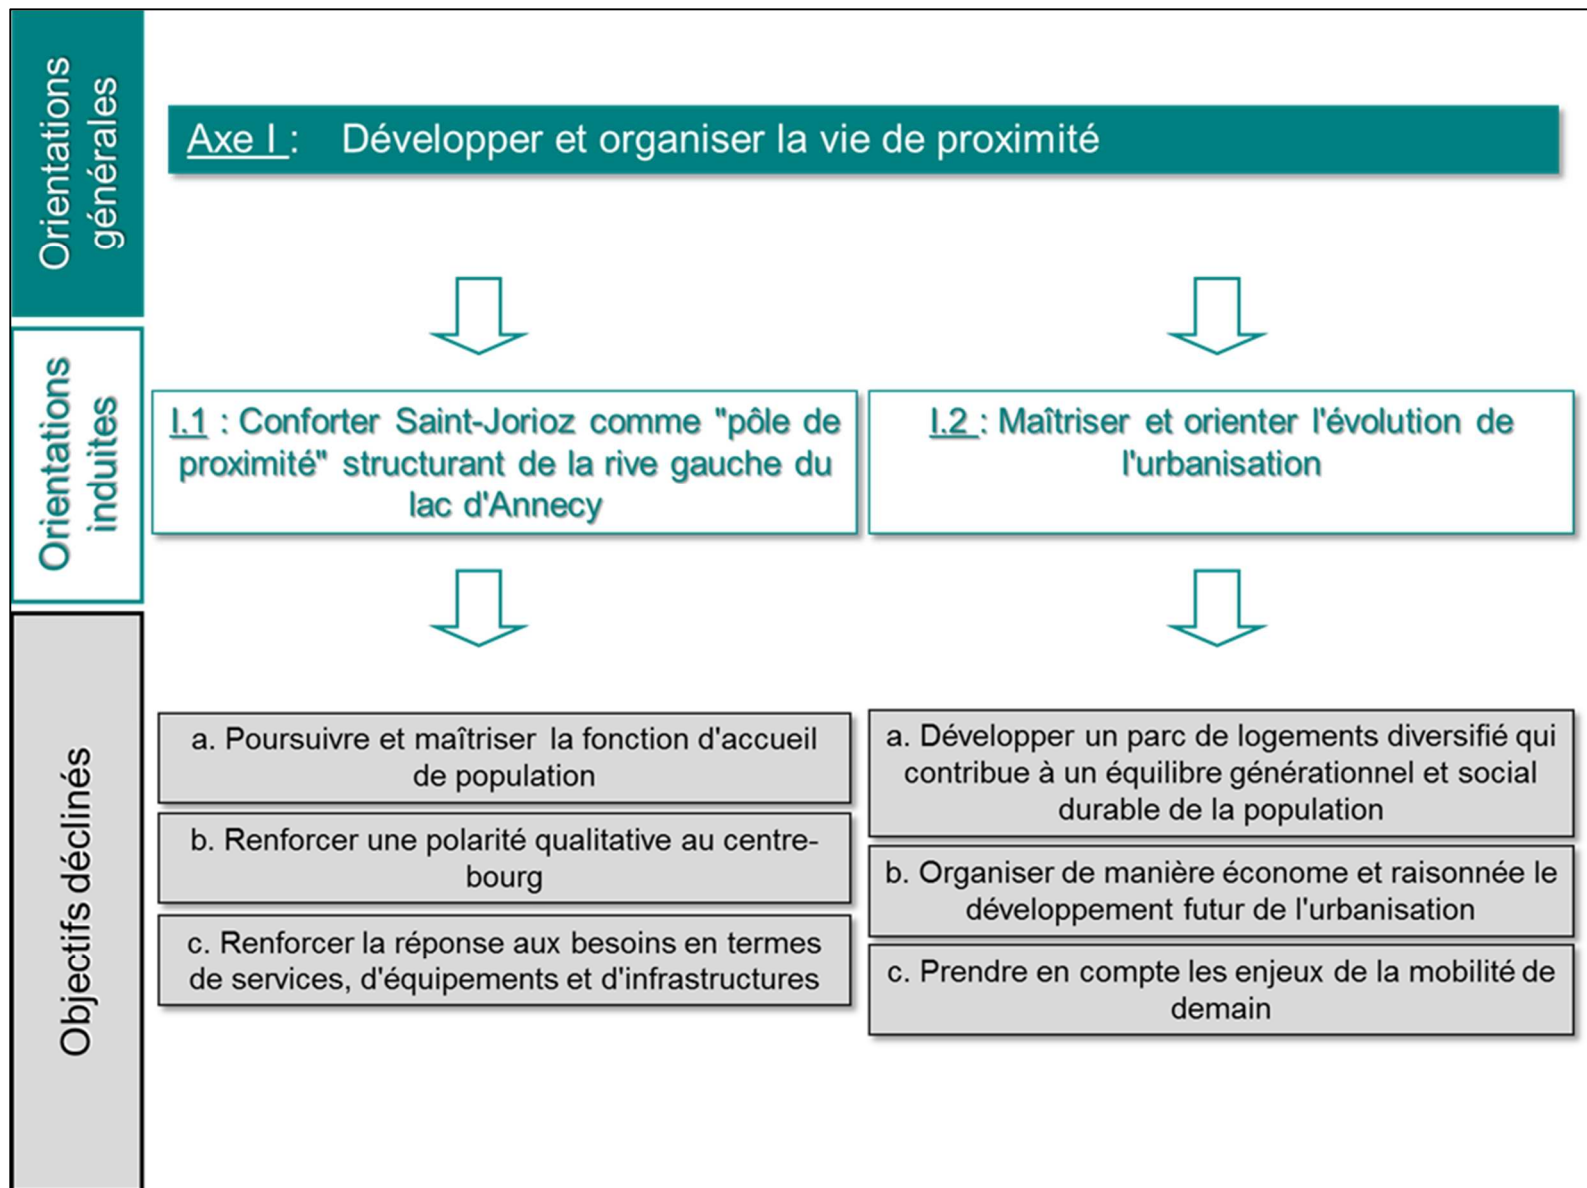 Orientations
générales
Axe I : Développer et organiser la vie de proximité
Orientations
induites
I.1 : Conforter Saint-Jorioz comme "pôle de
proximité" structurant de la rive gauche du
lac d'Annecy
I.2 : Maîtriser et orienter l'évolution de
l'urbanisation
Objectifs déclinés
a. Poursuivre et maîtriser la fonction d'accueil
de population
b. Renforcer une polarité qualitative au centre-
bourg
c. Renforcer la réponse aux besoins en termes
de services, d'équipements et d'infrastructures
a. Développer un parc de logements diversifié qui
contribue à un équilibre générationnel et social
durable de la population
b. Organiser de manière économe et raisonnée le
développement futur de l'urbanisation
c. Prendre en compte les enjeux de la mobilité de
demain